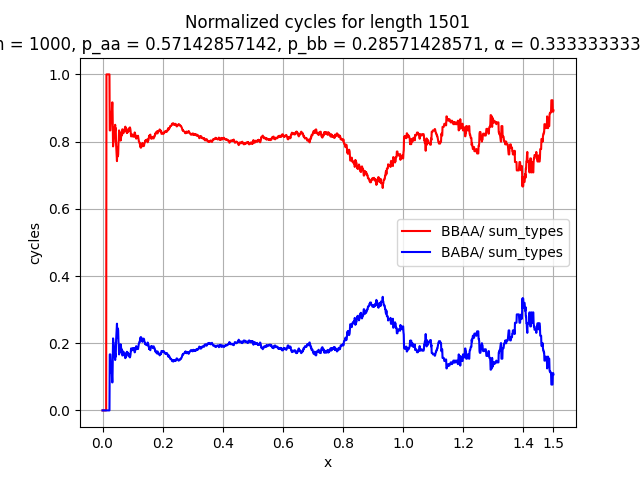 Normalized cycles for length 1501
n = 1000, p_aa = 0.57142857142, p_bb = 0.28571428571, α = 0.333333333
1.0
0.8
0.6
0.4
0.2
0.0
cycles
BBAA/ sum_types
BABA/ sum_types
0.0 0.2 0.4 0.6 0.8 1.0 1.2 1.4 1.5
x